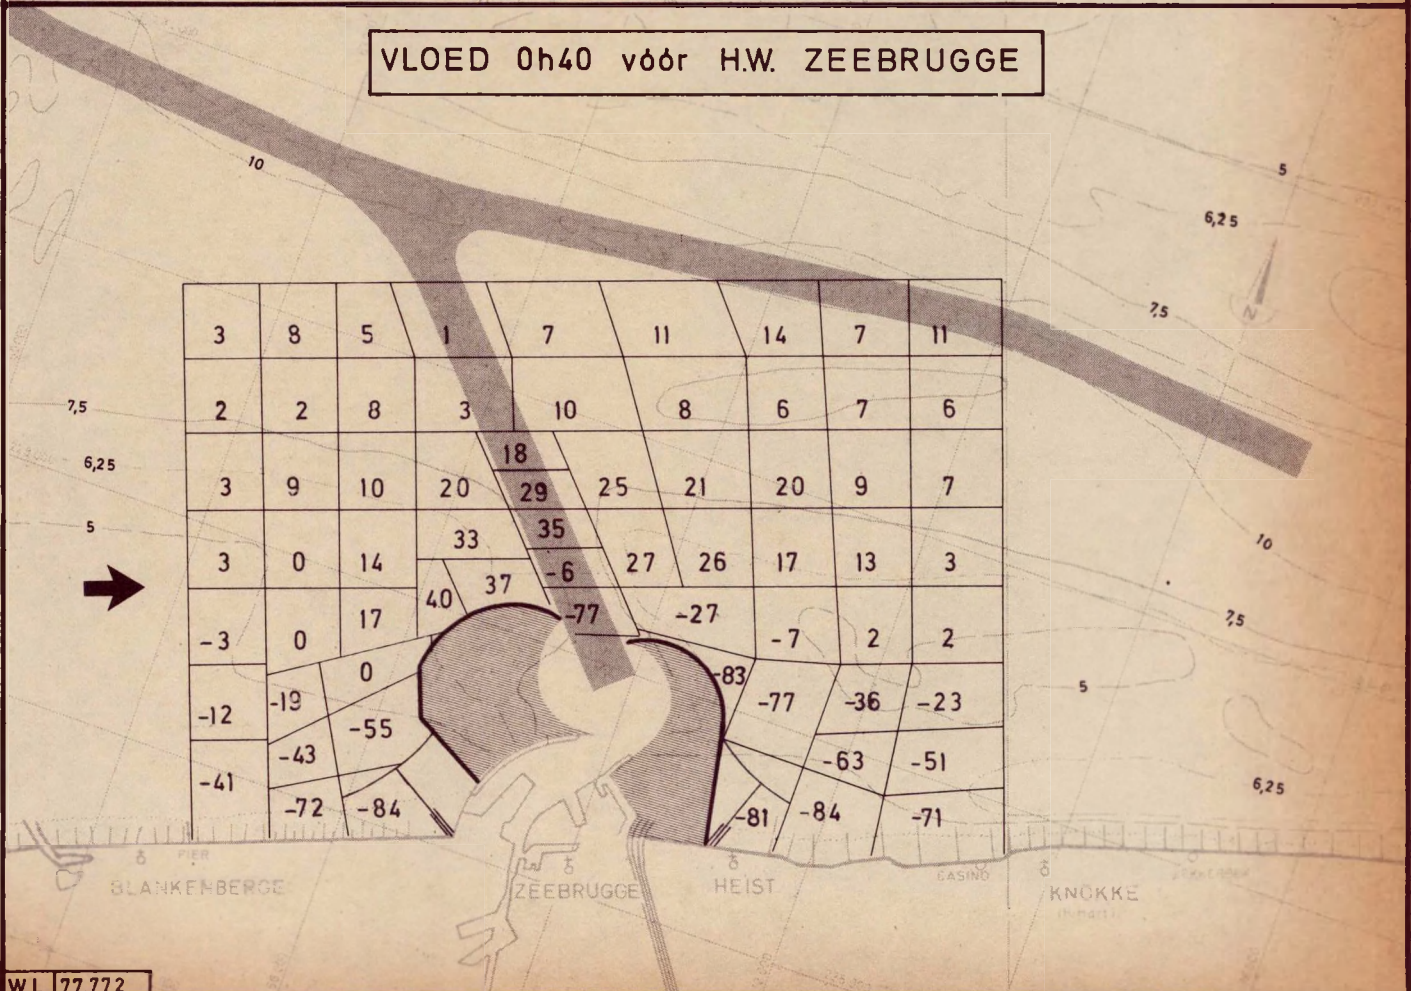 VLOED 0h40 vóór H.W. ZEEBRUGGE
10
5
6,25
7,5
N
3 8 5 1 7 11 14 7 11
7,5
2 2 8 3 10 8 6 7 6
18
6,25
3 9 10 20 29 25 21 20 9 7
5
33 35
10
3 0 14 37 -6 27 26 17 13 3
40
-3 0 17 -77 -27 -7 2 2
7,5
0 -83
5
-12 -19 -55 -77 -36 -23
-41 -43 -63 -51
6,25
-72 -84 -81 -84 -71
PIER
BLANKENBERGE
ZEEBRUGGE
HEIST
CASINO
KNOKKE
WL 77.772